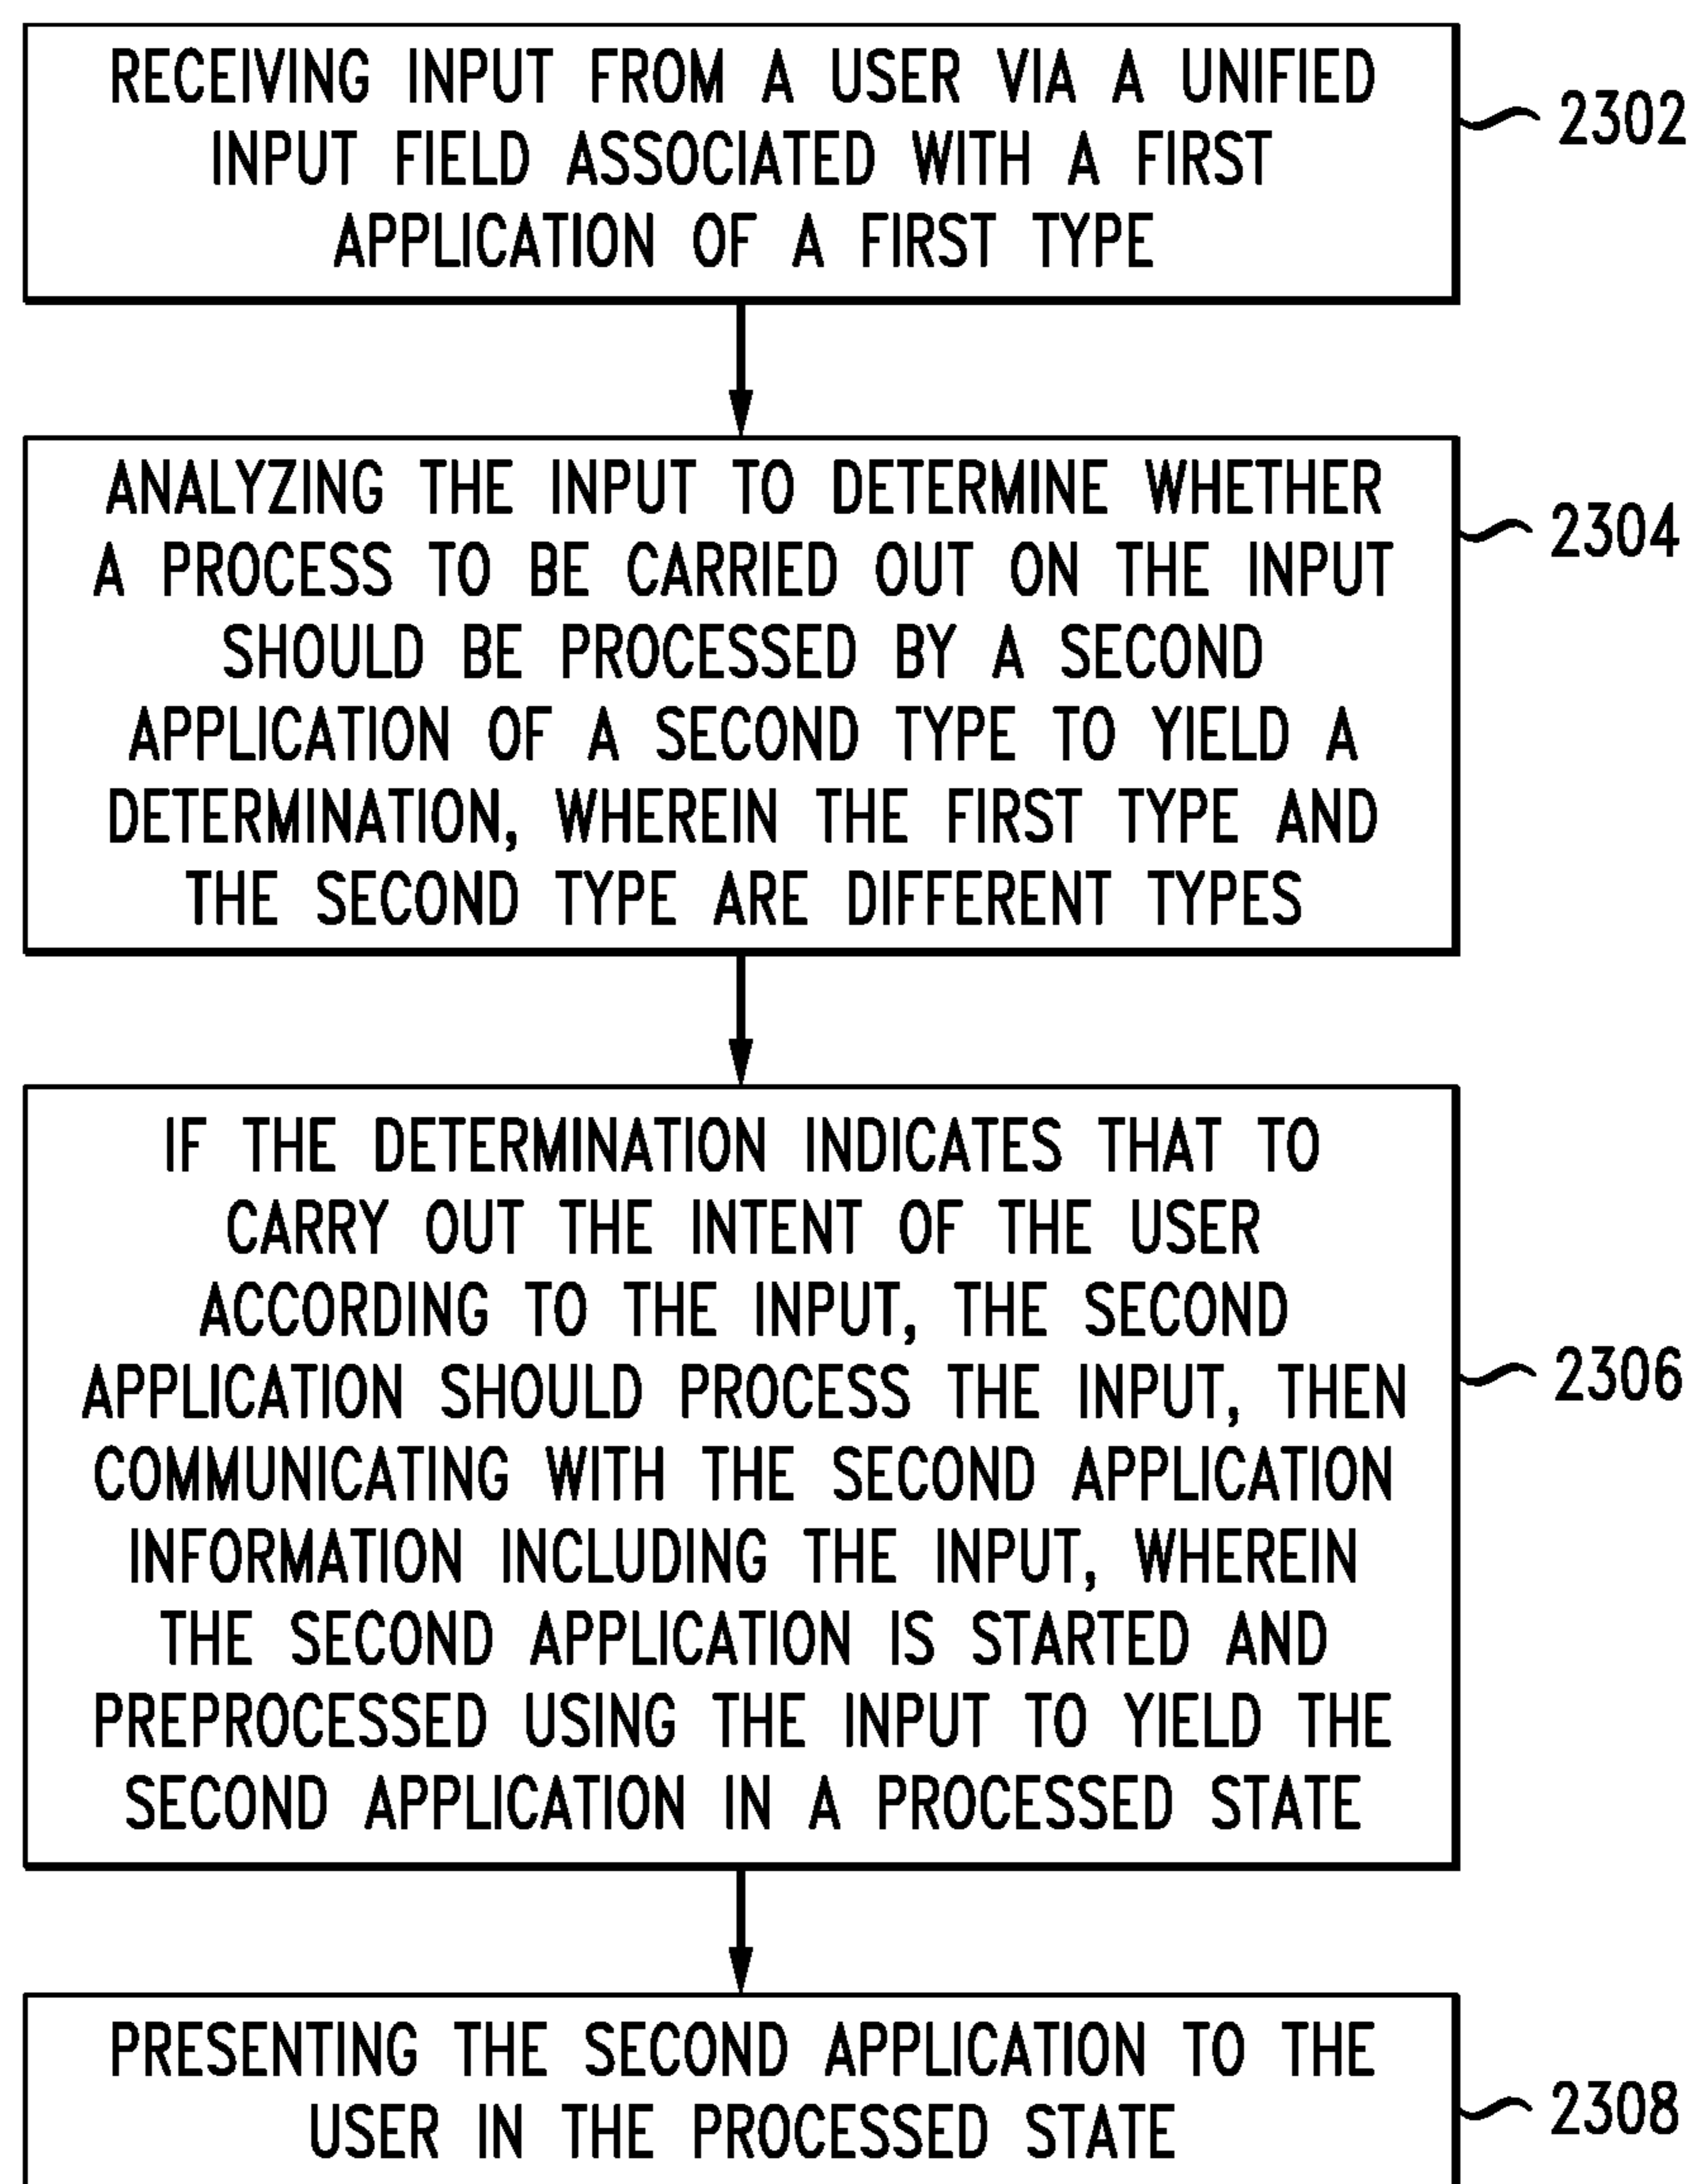 RECEIVING INPUT FROM A USER VIA A UNIFIED
INPUT FIELD ASSOCIATED WITH A FIRST
APPLICATION OF A FIRST TYPE
2302
ANALYZING THE INPUT TO DETERMINE WHETHER
A PROCESS TO BE CARRIED OUT ON THE INPUT
SHOULD BE PROCESSED BY A SECOND
APPLICATION OF A SECOND TYPE TO YIELD A
DETERMINATION, WHEREIN THE FIRST TYPE AND
THE SECOND TYPE ARE DIFFERENT TYPES
2304
IF THE DETERMINATION INDICATES THAT TO
CARRY OUT THE INTENT OF THE USER
ACCORDING TO THE INPUT, THE SECOND
APPLICATION SHOULD PROCESS THE INPUT, THEN
COMMUNICATING WITH THE SECOND APPLICATION
INFORMATION INCLUDING THE INPUT, WHEREIN
THE SECOND APPLICATION IS STARTED AND
PREPROCESSED USING THE INPUT TO YIELD THE
SECOND APPLICATION IN A PROCESSED STATE
2306
PRESENTING THE SECOND APPLICATION TO THE
USER IN THE PROCESSED STATE
2308